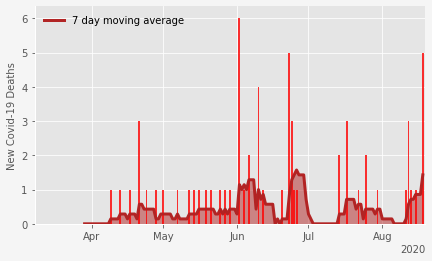 7 day moving average
New Covid-19 Deaths
6
5
4
3
2
1
0
Apr
May
Jun
Jul
Aug
2020